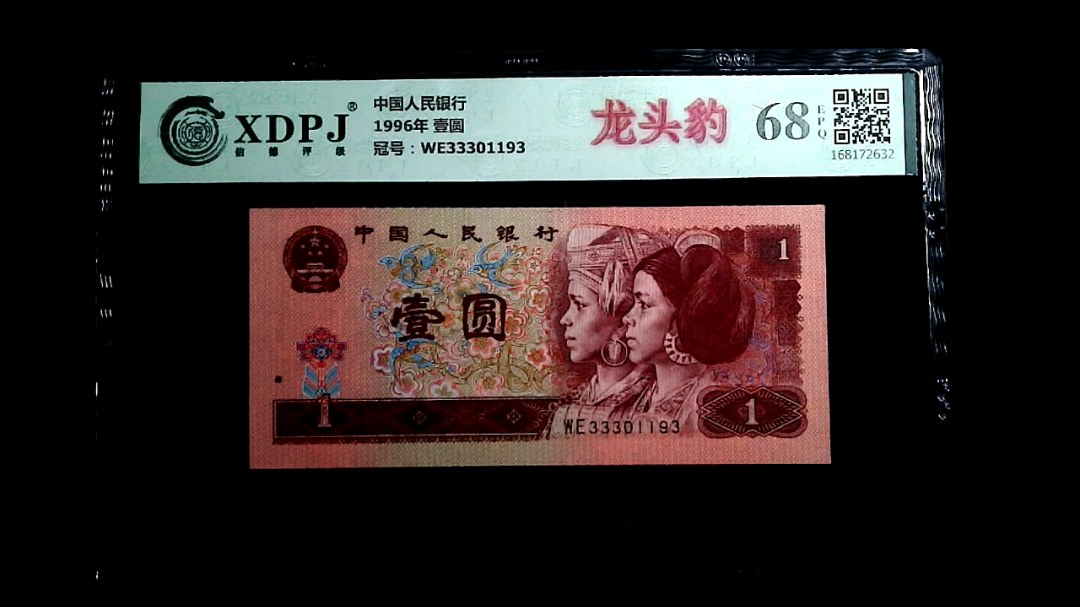 XDPJ®
信德评级
中国人民银行
1996年 壹圆
冠号：WE33301193
龙头豹
68
EPQ
168172632
中国人民银行
1
壹圆
1
WE33301193
1